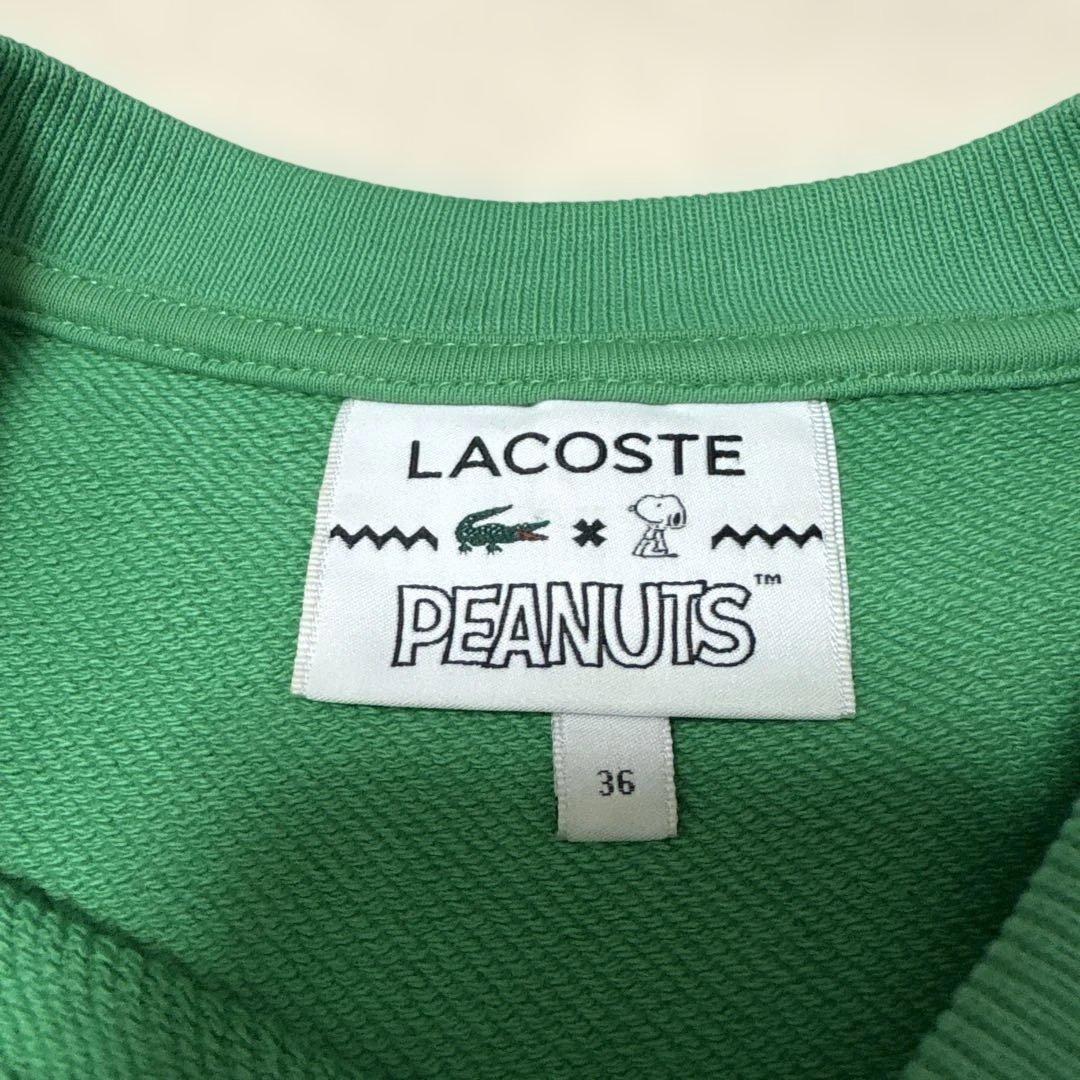 LACOSTE
×
PEANUTS™
36